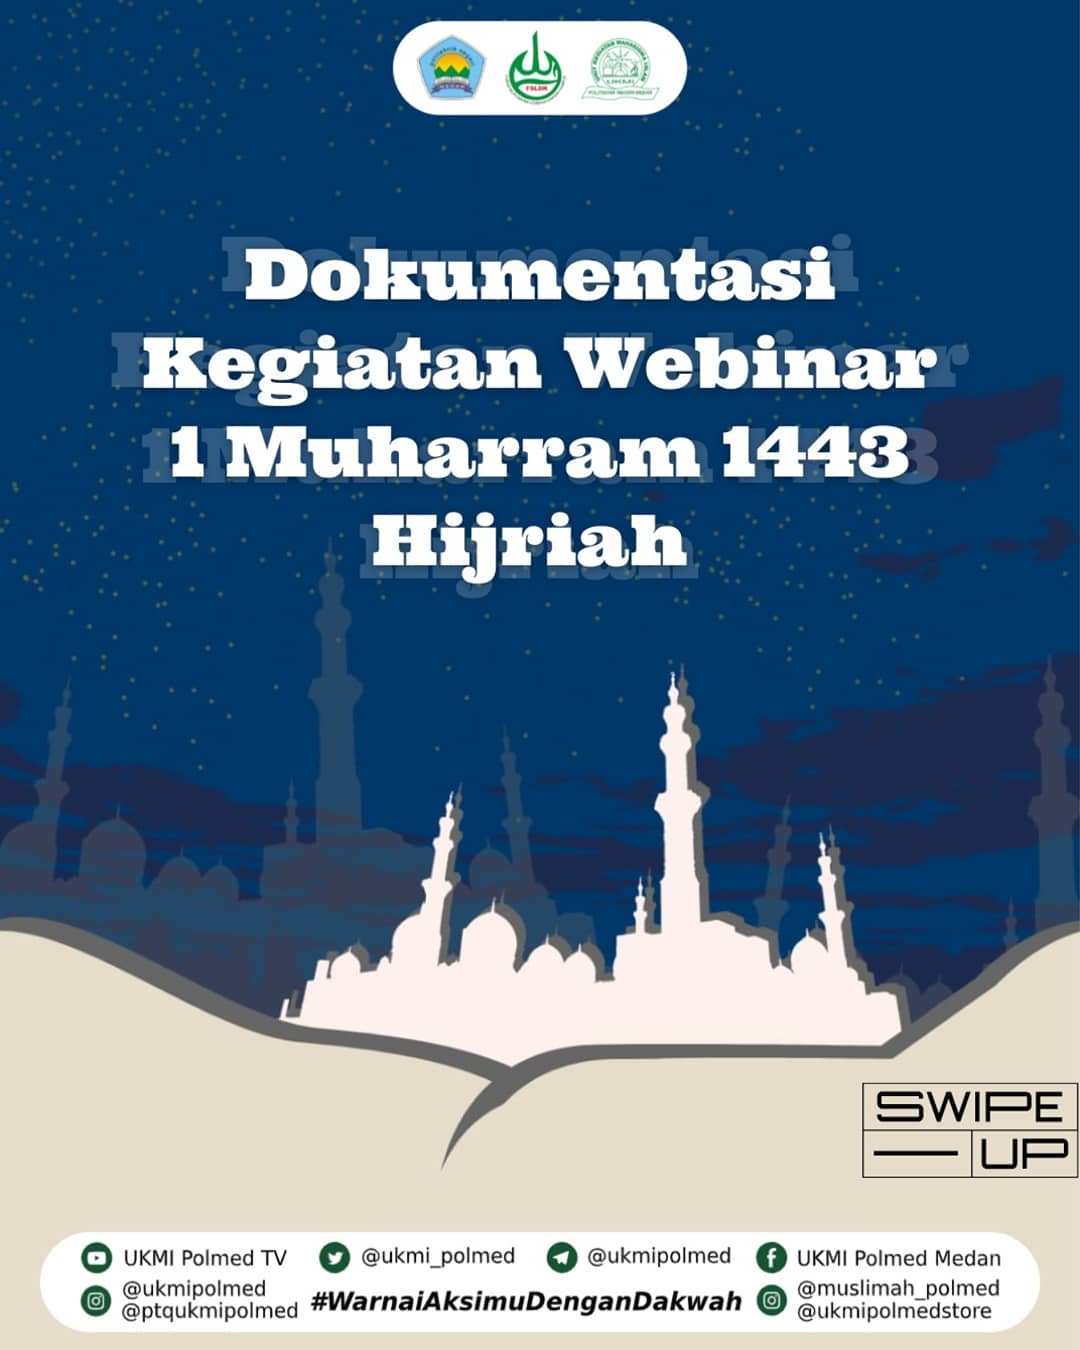 FSLDK
Dokumentasi
Kegiatan Webinar
1 Muharram 1443
Hijriah
SWIPE
UP
UKMI Polmed TV
@ukmi_polmed
@ukmipolmed
UKMI Polmed Medan
@ukmipolmed
@ptqukmipolmed
#WarnaiAksimuDenganDakwah
@muslimah_polmed
@ukmipolmedstore